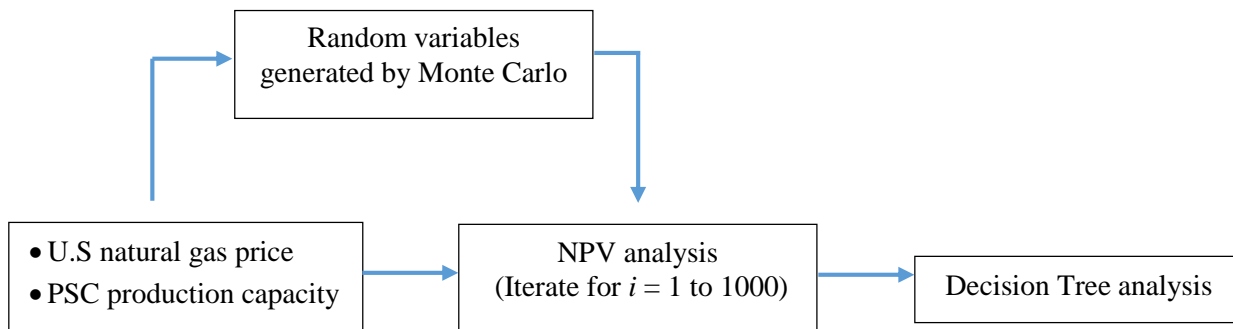 Random variables
generated by Monte Carlo
• U.S natural gas price
• PSC production capacity
NPV analysis
(Iterate for i = 1 to 1000)
Decision Tree analysis